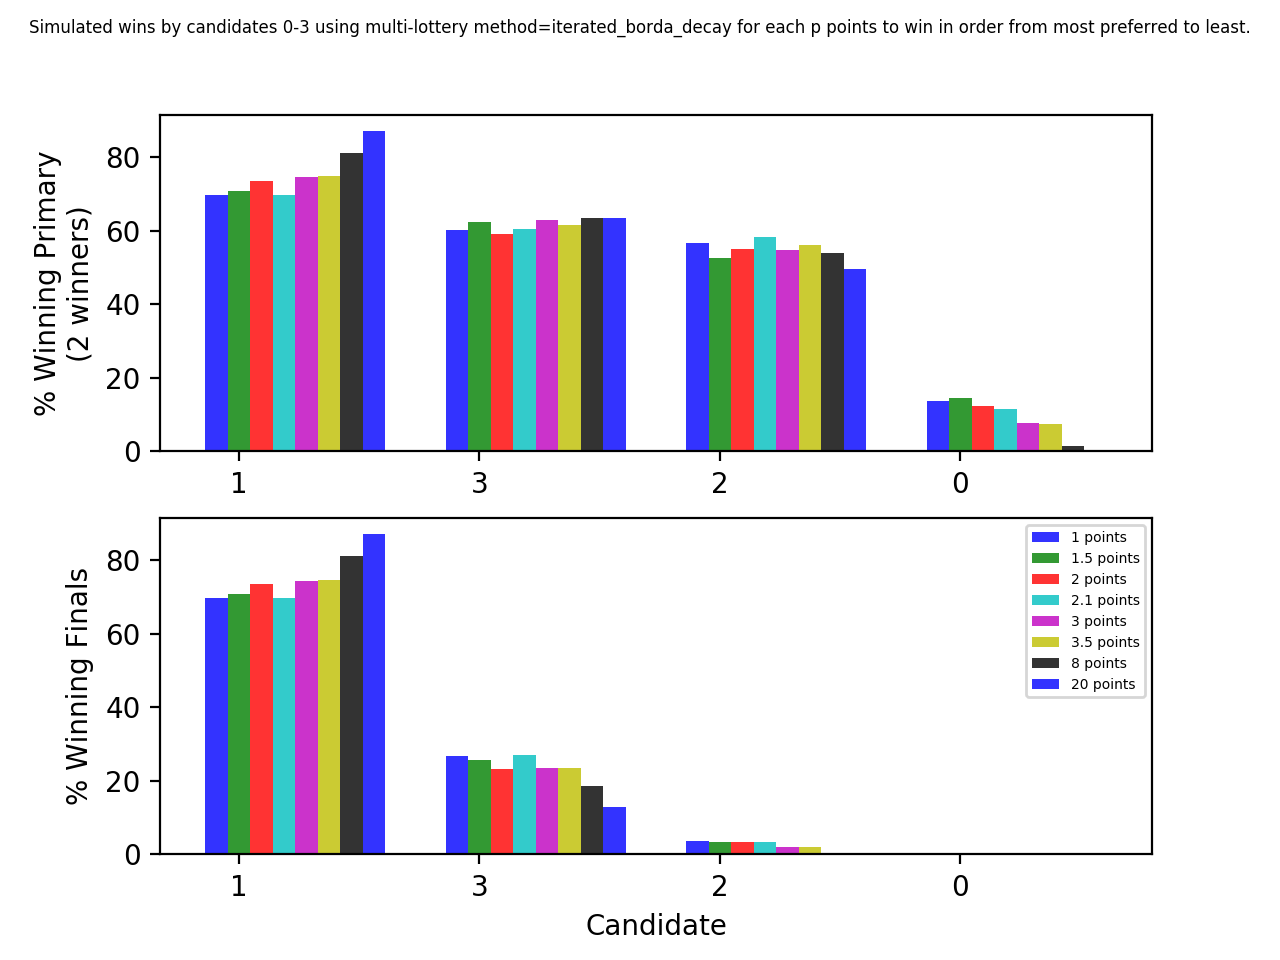 Simulated wins by candidates 0-3 using multi-lottery method=iterated_borda_decay for each p points to win in order from most preferred to least.
% Winning Primary
(2 winners)
80
60
40
20
0
1
3
2
0
% Winning Finals
80
60
40
20
0
1 points
1.5 points
2 points
2.1 points
3 points
3.5 points
8 points
20 points
1
3
2
0
Candidate